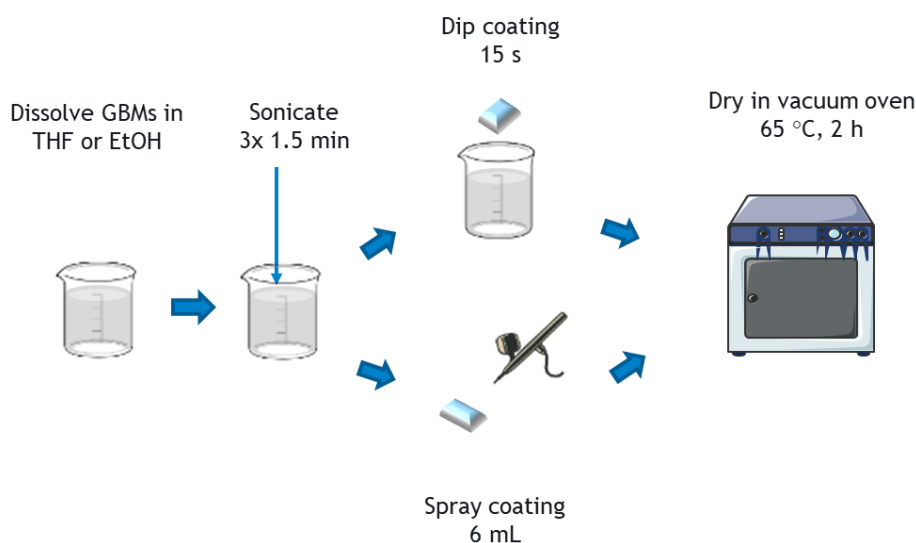 Dissolve GBMs in
THF or EtOH
Sonicate
3x 1.5 min
Dip coating
15 s
Spray coating
6 mL
Dry in vacuum oven
65 °C, 2 h